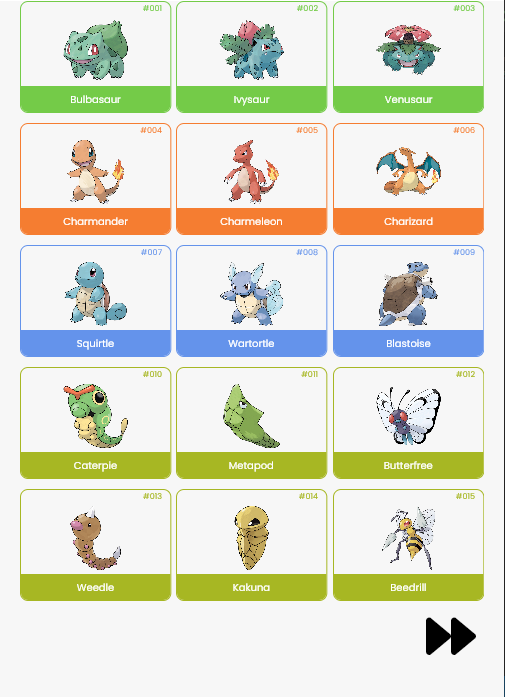 #001 #002 #003
Bulbasaur Ivysaur Venusaur
#004 #005 #006
Charmander Charmeleon Charizard
#007 #008 #009
Squirtle Wartortle Blastoise
#010 #011 #012
Caterpie Metapod Butterfree
#013 #014 #015
Weedle Kakuna Beedrill